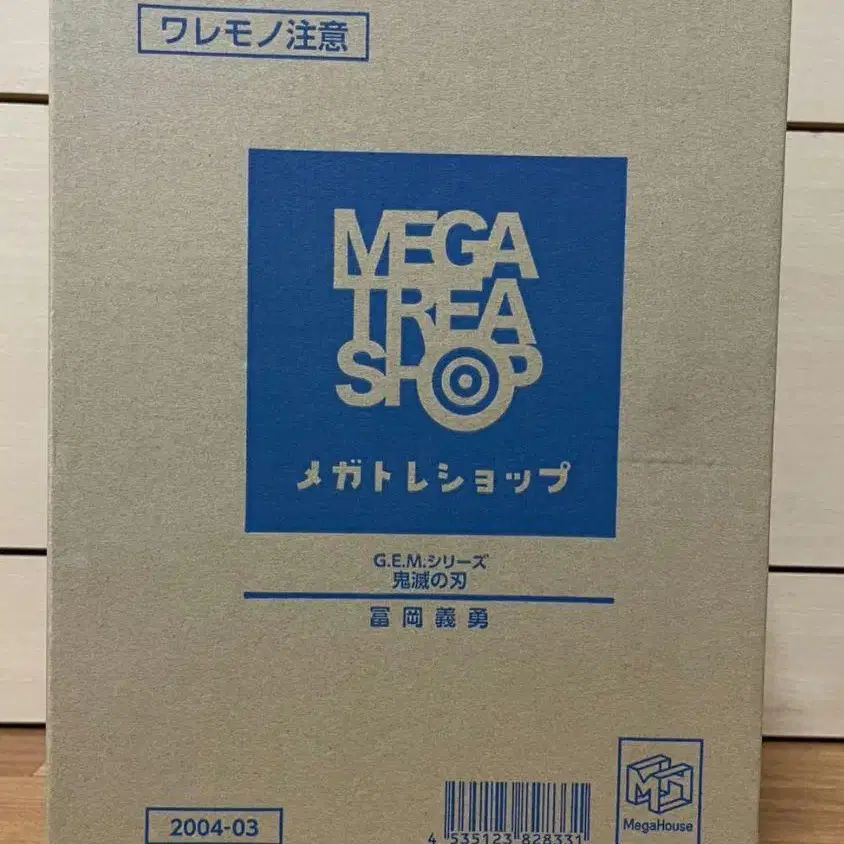 ワレモノ注意
MEGA
TREA
SHOP
メガトレショップ
G.E.M.シリーズ
鬼滅の刃
冨岡義勇
2004-03
4 535123 828331
MegaHouse